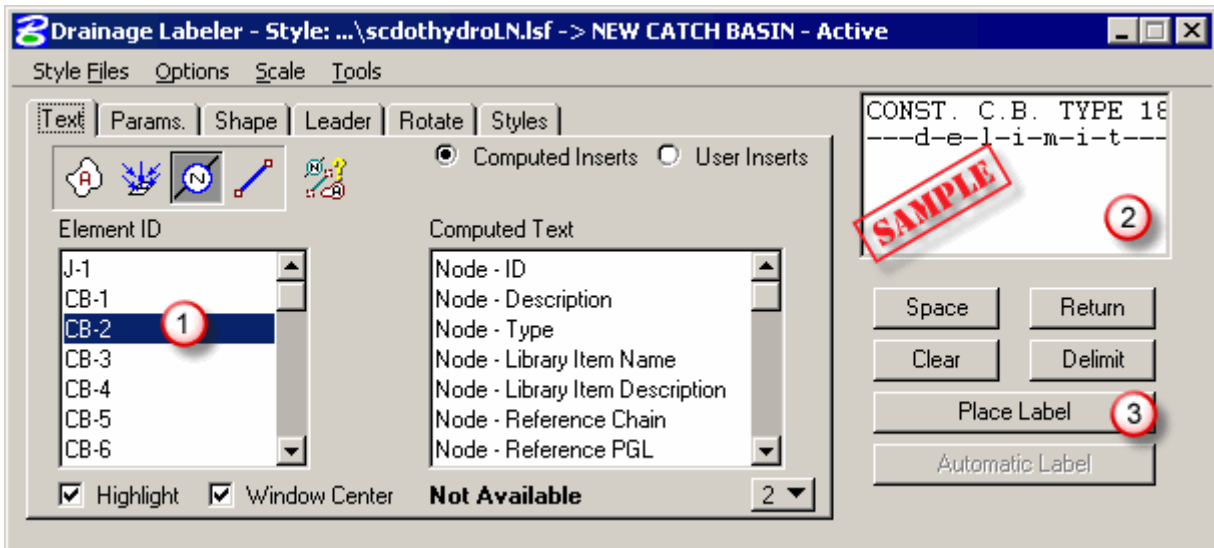 Drainage Labeler - Style: ...\scdothydroLN.lsf -> NEW CATCH BASIN - Active
Style Files Options Scale Tools
Text Params. Shape Leader Rotate Styles
Computed Inserts User Inserts
A N N ? A
Element ID
J-1
CB-1
CB-2
CB-3
CB-4
CB-5
CB-6
1
Computed Text
Node - ID
Node - Description
Node - Type
Node - Library Item Name
Node - Library Item Description
Node - Reference Chain
Node - Reference PGL
Highlight Window Center Not Available 2
CONST. C.B. TYPE 18
---d-e-l-i-m-i-t---
SAMPLE
2
Space Return
Clear Delimit
Place Label 3
Automatic Label